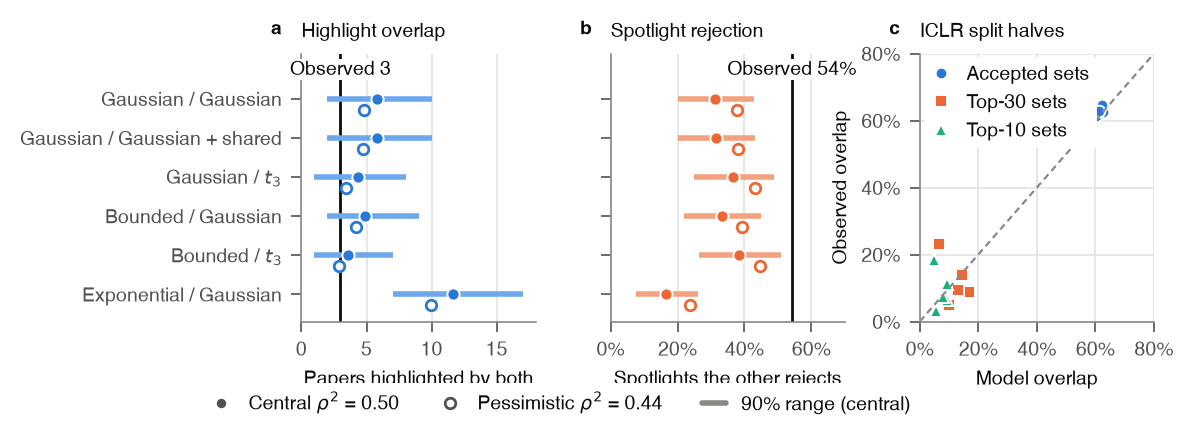 a Highlight overlap
Observed 3
Gaussian / Gaussian
Gaussian / Gaussian + shared
Gaussian / t₃
Bounded / Gaussian
Bounded / t₃
Exponential / Gaussian
0 5 10 15
Papers highlighted by both
b Spotlight rejection
Observed 54%
0% 20% 40% 60%
Spotlights the other rejects
c ICLR split halves
Accepted sets
Top-30 sets
Top-10 sets
Observed overlap
80%
60%
40%
20%
0%
0% 20% 40% 60% 80%
Model overlap
Central ρ² = 0.50 Pessimistic ρ² = 0.44 90% range (central)